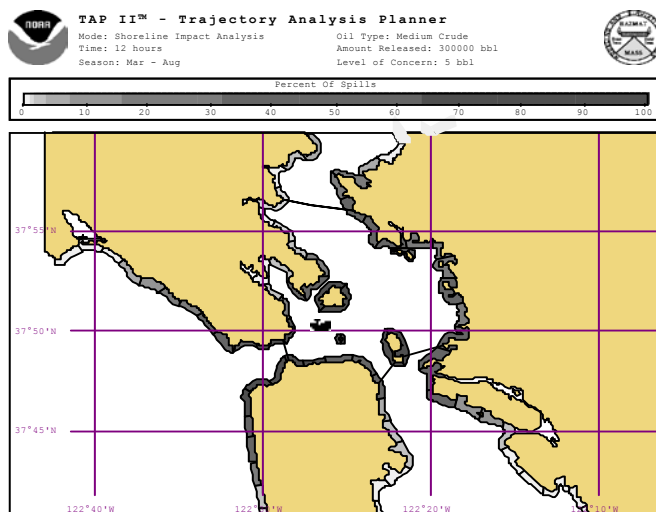 NOAA
TAP II™ - Trajectory Analysis Planner
Mode: Shoreline Impact Analysis
Oil Type: Medium Crude
Time: 12 hours
Amount Released: 300000 bbl
Season: Mar - Aug
Level of Concern: 5 bbl
HAZMAT
MASS
Percent Of Spills
0 10 20 30 40 50 60 70 80 90 100
37°55'N
37°50'N
37°45'N
122°40'W 122°20'W